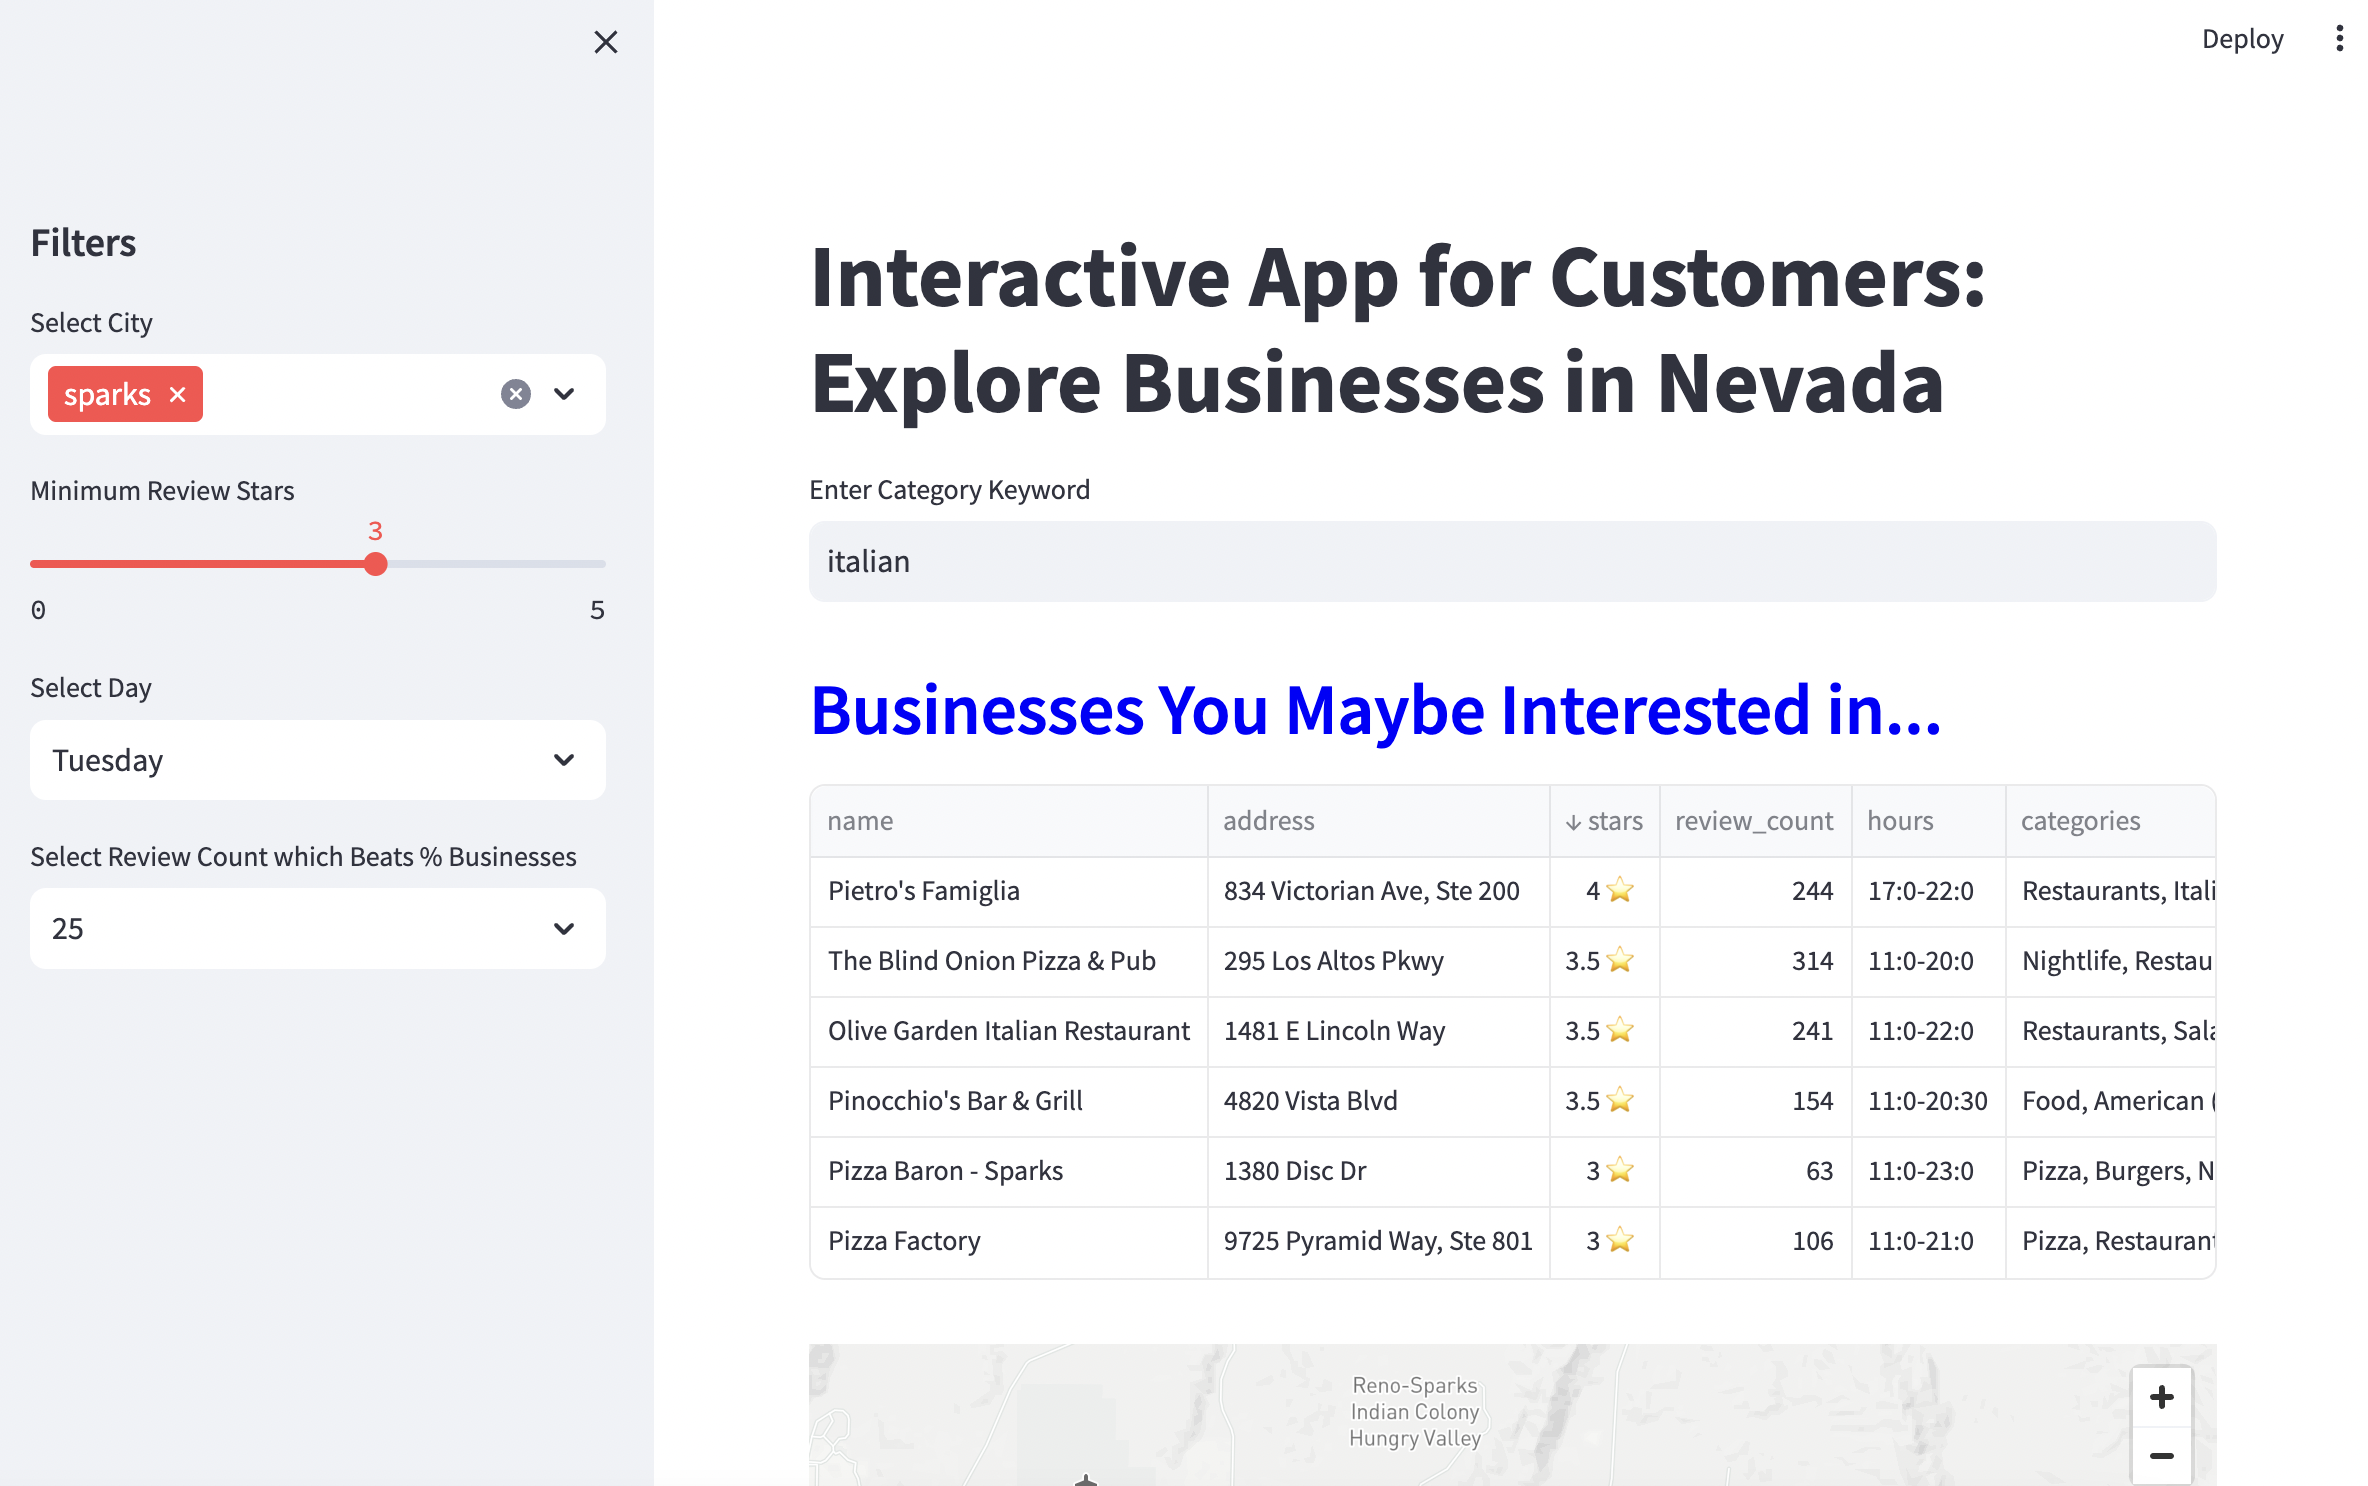 Deploy
Filters
Select City
sparks
Minimum Review Stars
3
0 5
Select Day
Tuesday
Select Review Count which Beats % Businesses
25
Interactive App for Customers:
Explore Businesses in Nevada
Enter Category Keyword
italian
Businesses You Maybe Interested in...
name address ↓ stars review_count hours categories
Pietro's Famiglia 834 Victorian Ave, Ste 200 4⭐ 244 17:0-22:0 Restaurants, Itali
The Blind Onion Pizza & Pub 295 Los Altos Pkwy 3.5⭐ 314 11:0-20:0 Nightlife, Restau
Olive Garden Italian Restaurant 1481 E Lincoln Way 3.5⭐ 241 11:0-22:0 Restaurants, Sala
Pinocchio's Bar & Grill 4820 Vista Blvd 3.5⭐ 154 11:0-20:30 Food, American (
Pizza Baron - Sparks 1380 Disc Dr 3⭐ 63 11:0-23:0 Pizza, Burgers, N
Pizza Factory 9725 Pyramid Way, Ste 801 3⭐ 106 11:0-21:0 Pizza, Restaurant
Reno-Sparks
Indian Colony
Hungry Valley